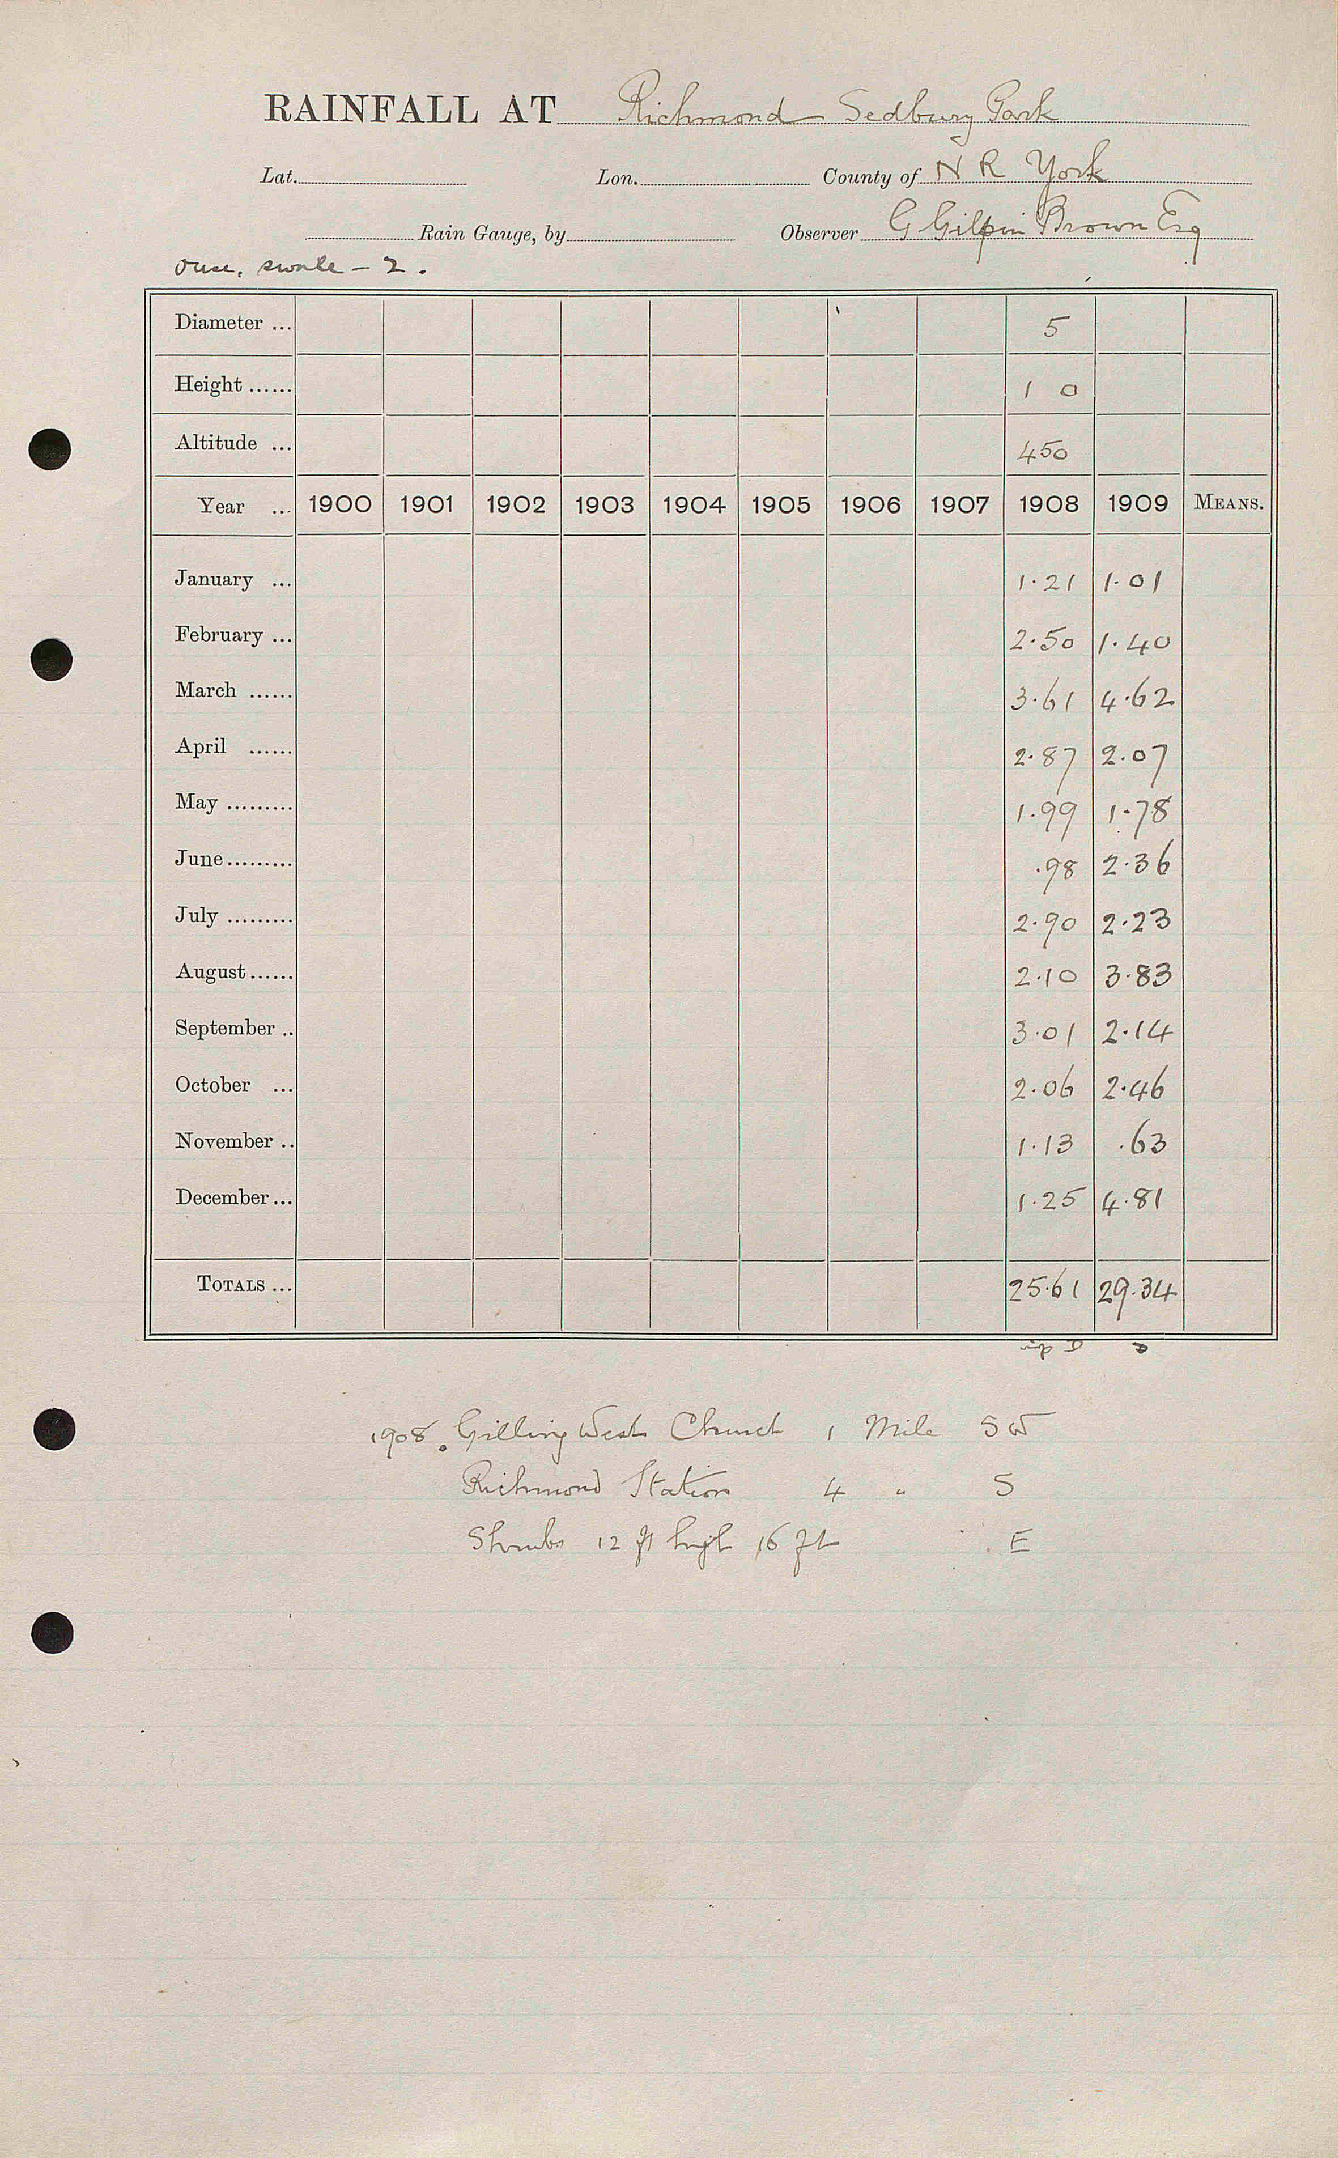 RAINFALL AT Richmond Sedbury Park
Lat. Lon. County of N R York
Rain Gauge, by Observer G Gilpin Brown Esq
Ouse, Swale - 2.
Diameter ... 5
Height ...... 1 0
Altitude ... 450
Year ... 1900 1901 1902 1903 1904 1905 1906 1907 1908 1909 MEANS.
January ... 1.21 1.01
February ... 2.50 1.40
March ...... 3.61 4.62
April ...... 2.87 2.07
May ......... 1.99 1.78
June ......... .98 2.36
July ......... 2.90 2.23
August ...... 2.10 3.83
September .. 3.01 2.14
October ... 2.06 2.46
November .. 1.13 .63
December ... 1.25 4.81
TOTALS ... 25.61 29.34
1908. Gilling West Church 1 Mile SW
Richmond Station 4 " S
Shrubs 12 ft high 16 ft E